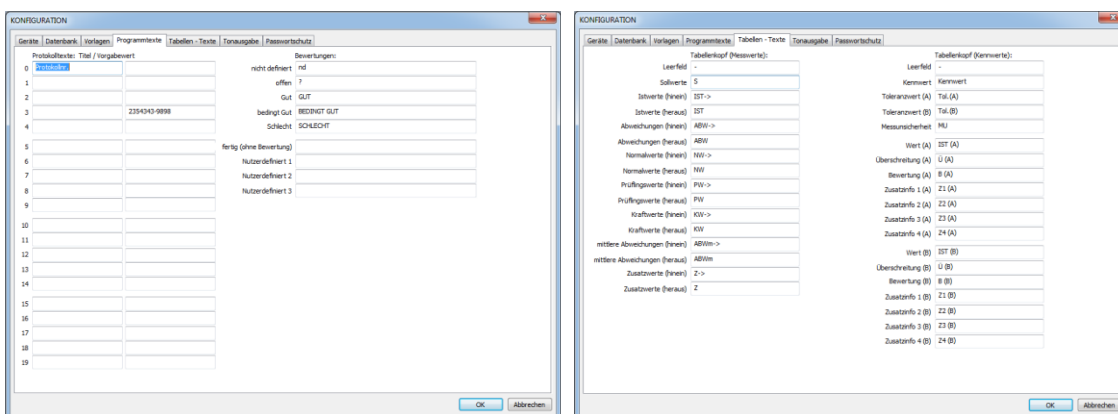 KONFIGURATION
Geräte Datenbank Vorlagen Programmtexte Tabellen - Texte Tonausgabe Passwortschutz
Protokolltexte: Titel / Vorgabewert
0 Protokollnr.
1
2
3 2354343-9898
4
5
6
7
8
9
10
11
12
13
14
15
16
17
18
19
Bewertungen:
nicht definiert nd
offen ?
Gut GUT
bedingt Gut BEDINGT GUT
Schlecht SCHLECHT
fertig (ohne Bewertung)
Nutzerdefiniert 1
Nutzerdefiniert 2
Nutzerdefiniert 3
OK Abbrechen
KONFIGURATION
Geräte Datenbank Vorlagen Programmtexte Tabellen - Texte Tonausgabe Passwortschutz
Tabellenkopf (Messwerte):
Leerfeld -
Sollwerte S
Istwerte (hinein) IST->
Istwerte (heraus) IST
Abweichungen (hinein) ABW->
Abweichungen (heraus) ABW
Normalwerte (hinein) NW->
Normalwerte (heraus) NW
Prüflingswerte (hinein) PW->
Prüflingswerte (heraus) PW
Kraftwerte (hinein) KW->
Kraftwerte (heraus) KW
mittlere Abweichungen (hinein) ABWm->
mittlere Abweichungen (heraus) ABWm
Zusatzwerte (hinein) Z->
Zusatzwerte (heraus) Z
Tabellenkopf (Kennwerte):
Leerfeld -
Kennwert Kennwert
Toleranzwert (A) Tol.(A)
Toleranzwert (B) Tol.(B)
Messunsicherheit MU
Wert (A) IST (A)
Überschreitung (A) Ü (A)
Bewertung (A) B (A)
Zusatzinfo 1 (A) Z1 (A)
Zusatzinfo 2 (A) Z2 (A)
Zusatzinfo 3 (A) Z3 (A)
Zusatzinfo 4 (A) Z4 (A)
Wert (B) IST (B)
Überschreitung (B) Ü (B)
Bewertung (B) B (B)
Zusatzinfo 1 (B) Z1 (B)
Zusatzinfo 2 (B) Z2 (B)
Zusatzinfo 3 (B) Z3 (B)
Zusatzinfo 4 (B) Z4 (B)
OK Abbrechen